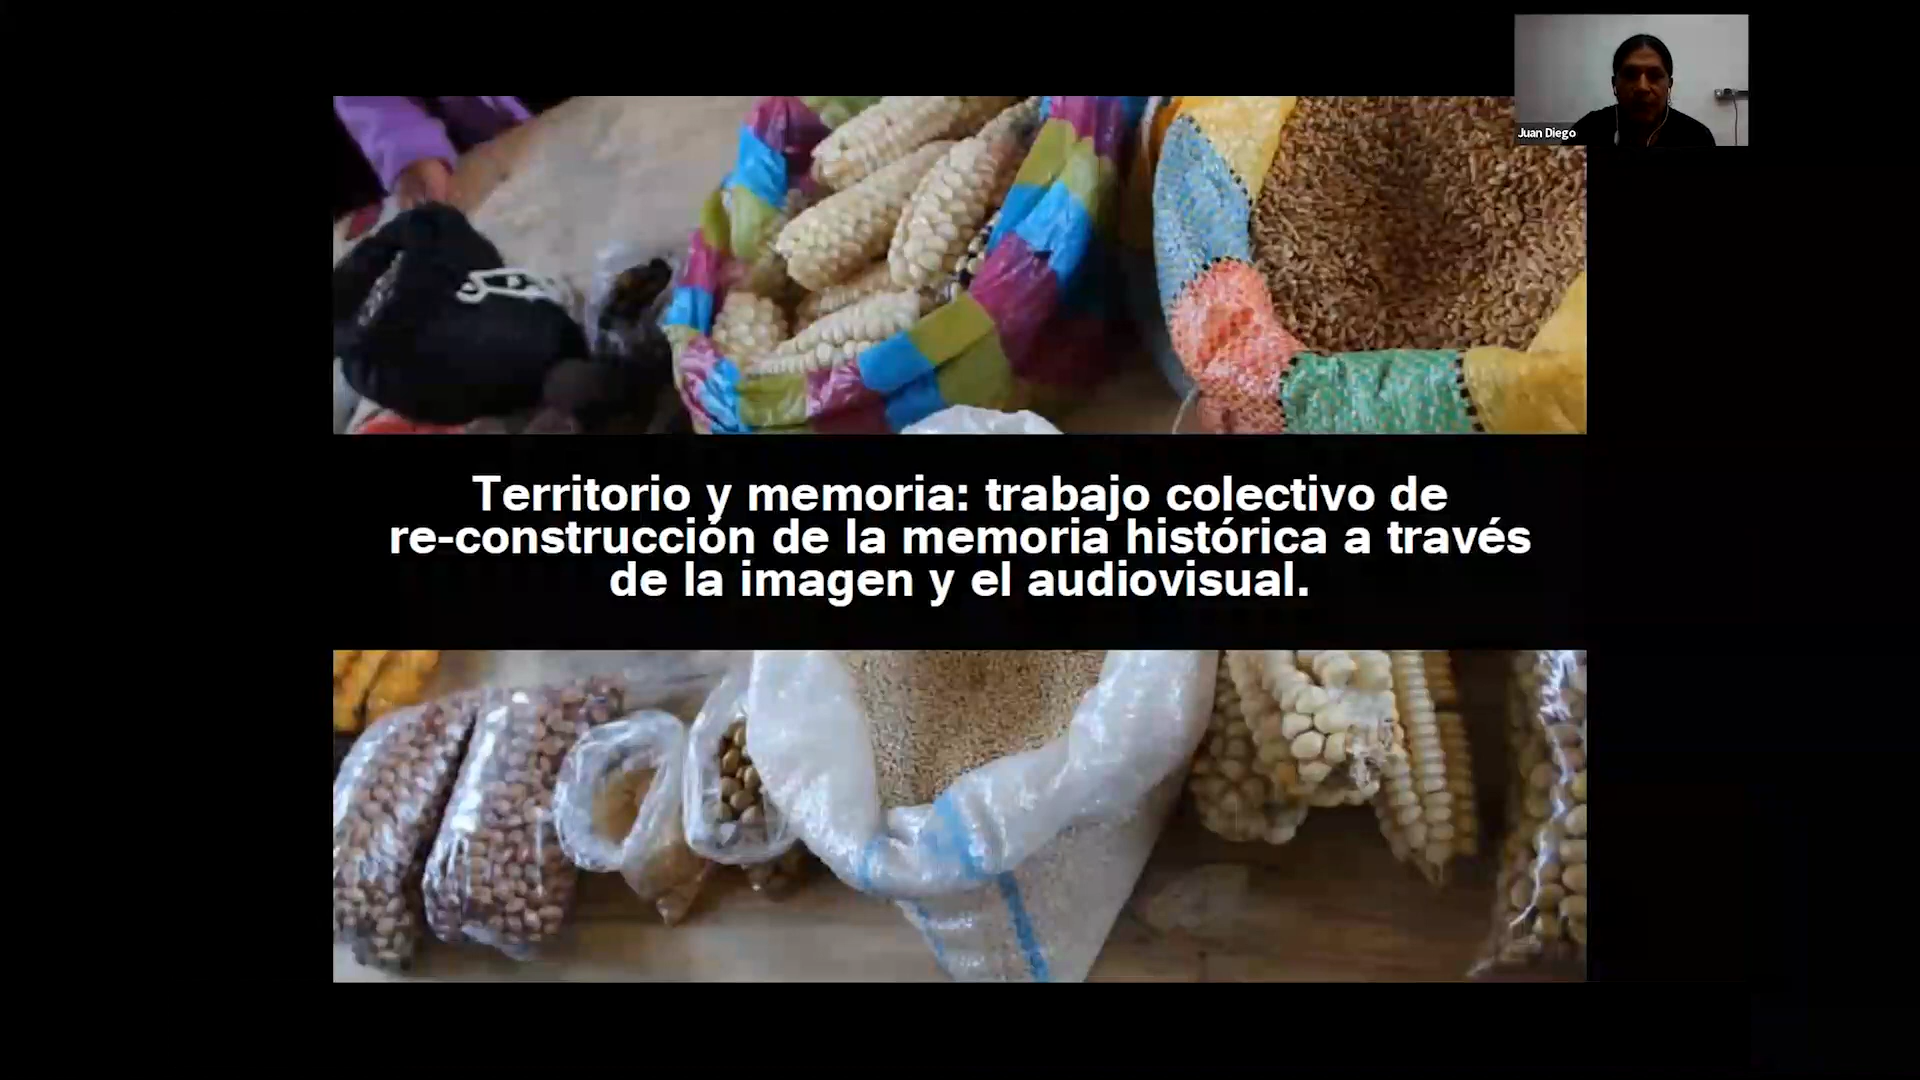 Juan Diego
Territorio y memoria: trabajo colectivo de
re-construcción de la memoria histórica a través
de la imagen y el audiovisual.